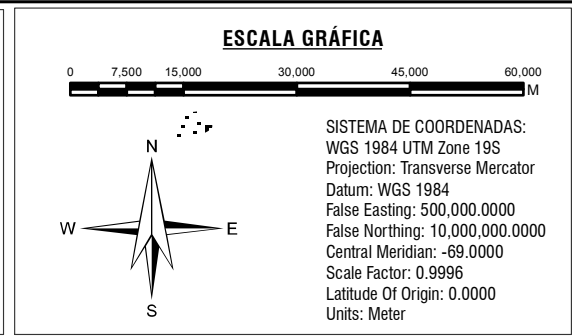 ESCALA GRÁFICA
0 7,500 15,000 30,000 45,000 60,000
M
SISTEMA DE COORDENADAS:
WGS 1984 UTM Zone 19S
Projection: Transverse Mercator
Datum: WGS 1984
False Easting: 500,000.0000
False Northing: 10,000,000.0000
Central Meridian: -69.0000
Scale Factor: 0.9996
Latitude Of Origin: 0.0000
Units: Meter
N
W E
S